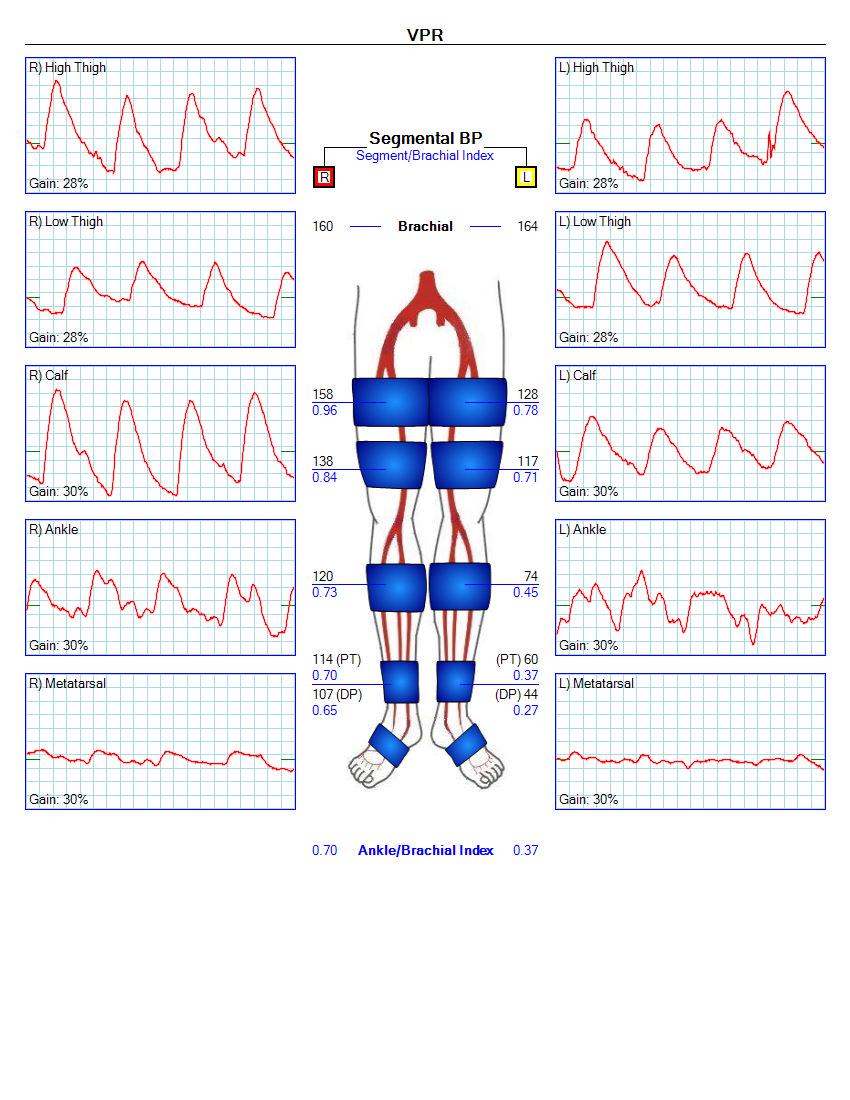 VPR
R) High Thigh
Gain: 28%
L) High Thigh
Gain: 28%
Segmental BP
Segment/Brachial Index
R
L
160 Brachial 164
R) Low Thigh
Gain: 28%
L) Low Thigh
Gain: 28%
R) Calf
Gain: 30%
158 128
0.96 0.78
138 117
0.84 0.71
L) Calf
Gain: 30%
R) Ankle
Gain: 30%
120 74
0.73 0.45
L) Ankle
Gain: 30%
114 (PT) (PT) 60
0.70 0.37
107 (DP) (DP) 44
0.65 0.27
R) Metatarsal
Gain: 30%
L) Metatarsal
Gain: 30%
0.70 Ankle/Brachial Index 0.37